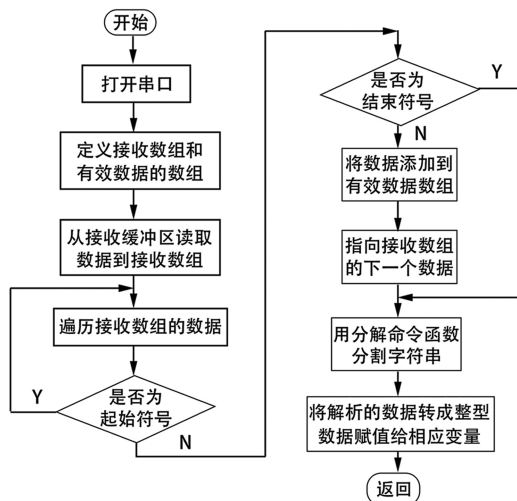 开始
打开串口
定义接收数组和
有效数据的数组
从接收缓冲区读取
数据到接收数组
遍历接收数组的数据
是否为
起始符号
Y
N
是否为
结束符号
Y
N
将数据添加到
有效数据数组
指向接收数组
的下一个数据
用分解命令函数
分割字符串
将解析的数据转成整型
数据赋值给相应变量
返回